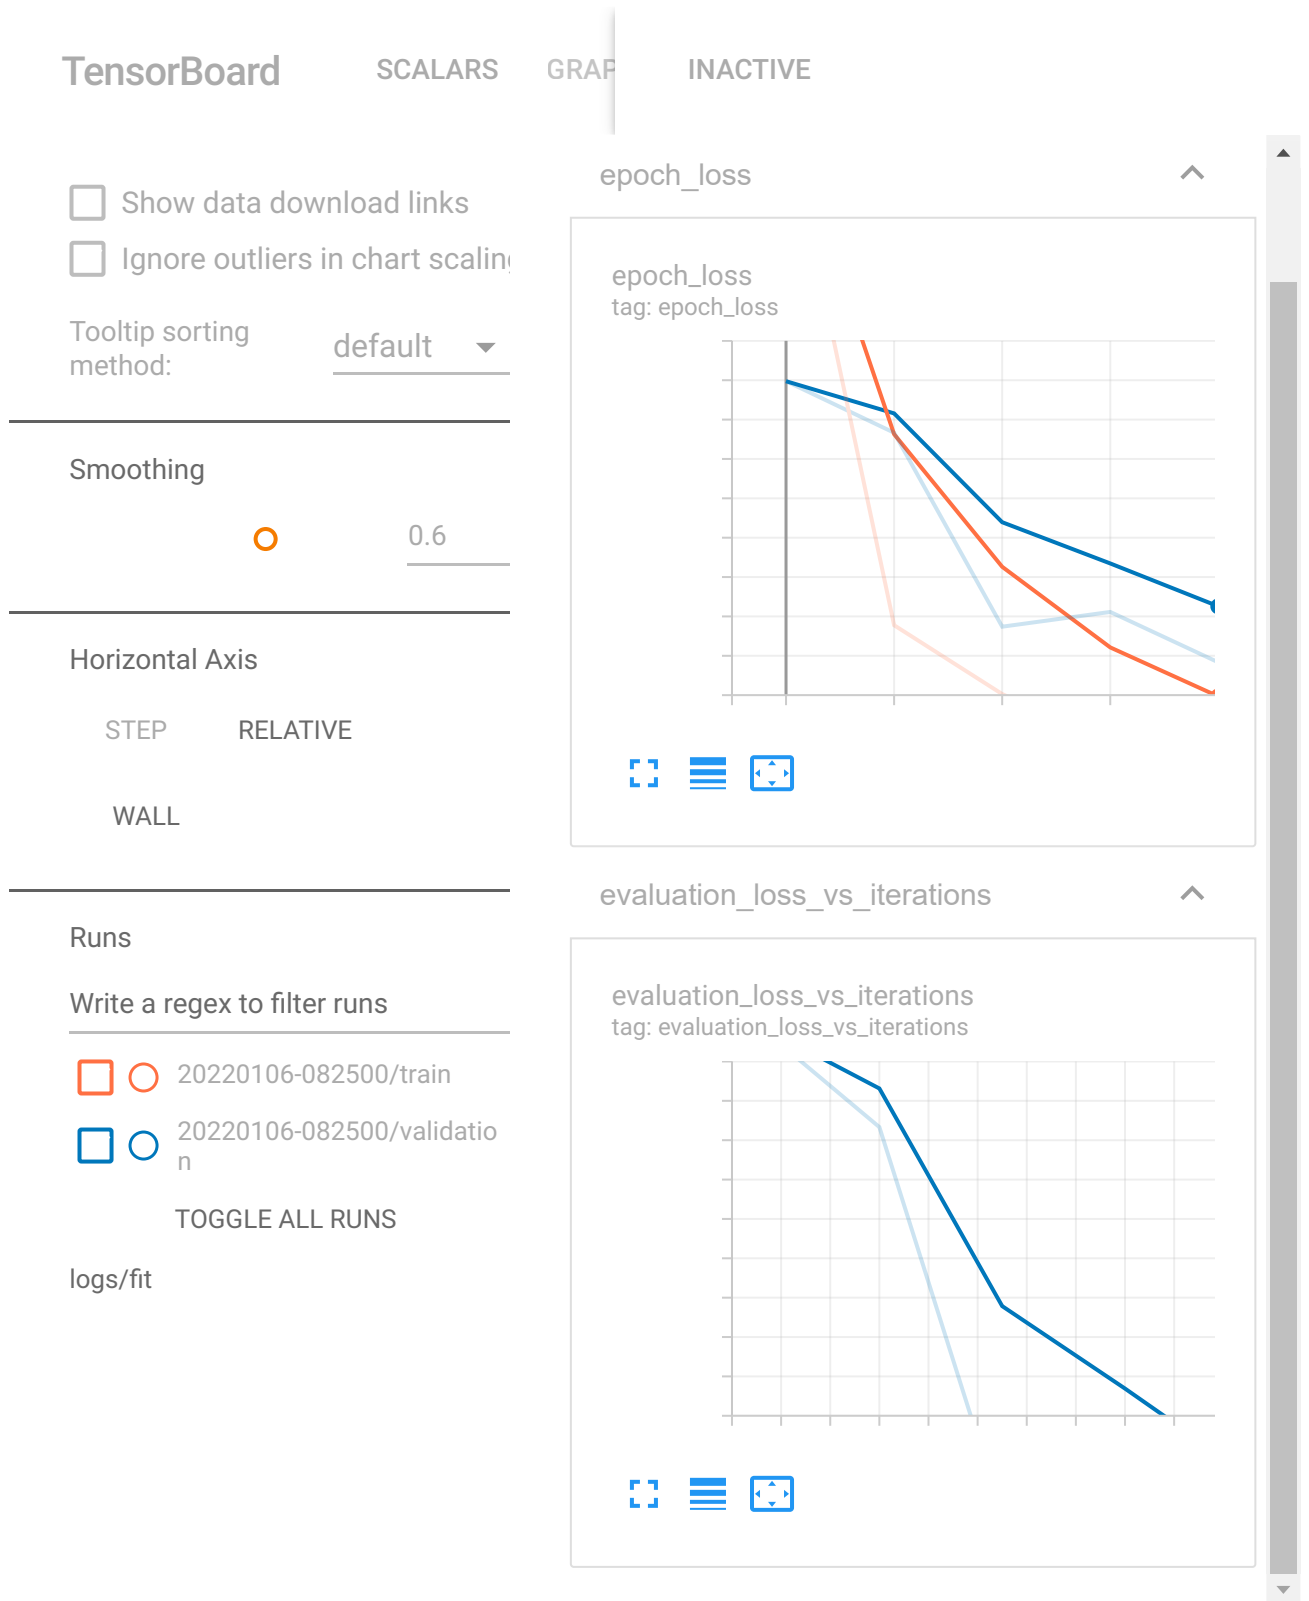 TensorBoard
SCALARS
GRAP
INACTIVE
Show data download links
Ignore outliers in chart scaling
Tooltip sorting
method:
default
Smoothing
0.6
Horizontal Axis
STEP
RELATIVE
WALL
Runs
Write a regex to filter runs
20220106-082500/train
20220106-082500/validatio
n
TOGGLE ALL RUNS
logs/fit
epoch_loss
epoch_loss
tag: epoch_loss
evaluation_loss_vs_iterations
evaluation_loss_vs_iterations
tag: evaluation_loss_vs_iterations